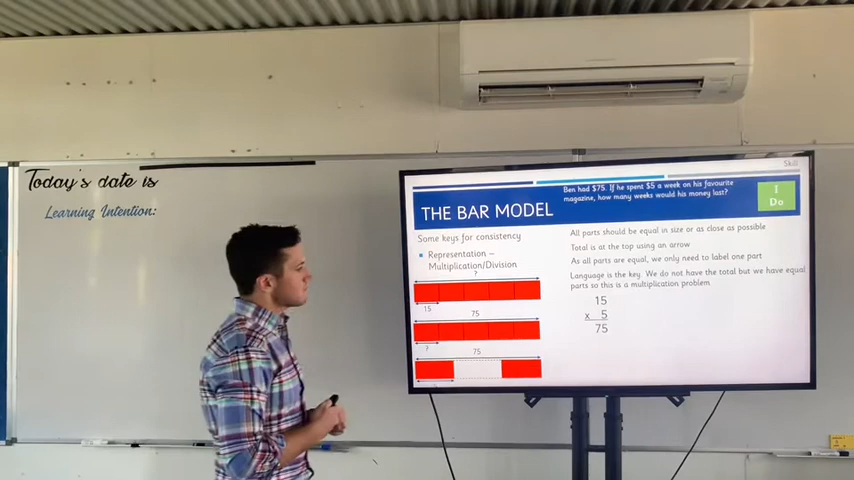 Today's date is
Learning Intention:
Skill
Ben had $75. If he spent $5 a week on his favourite
magazine, how many weeks would his money last?
I
Do
THE BAR MODEL
Some keys for consistency
Representation –
Multiplication/Division
?
15
75
?
75
All parts should be equal in size or as close as possible
Total is at the top using an arrow
As all parts are equal, we only need to label one part
Language is the key. We do not have the total but we have equal
parts so this is a multiplication problem
15
x 5
75